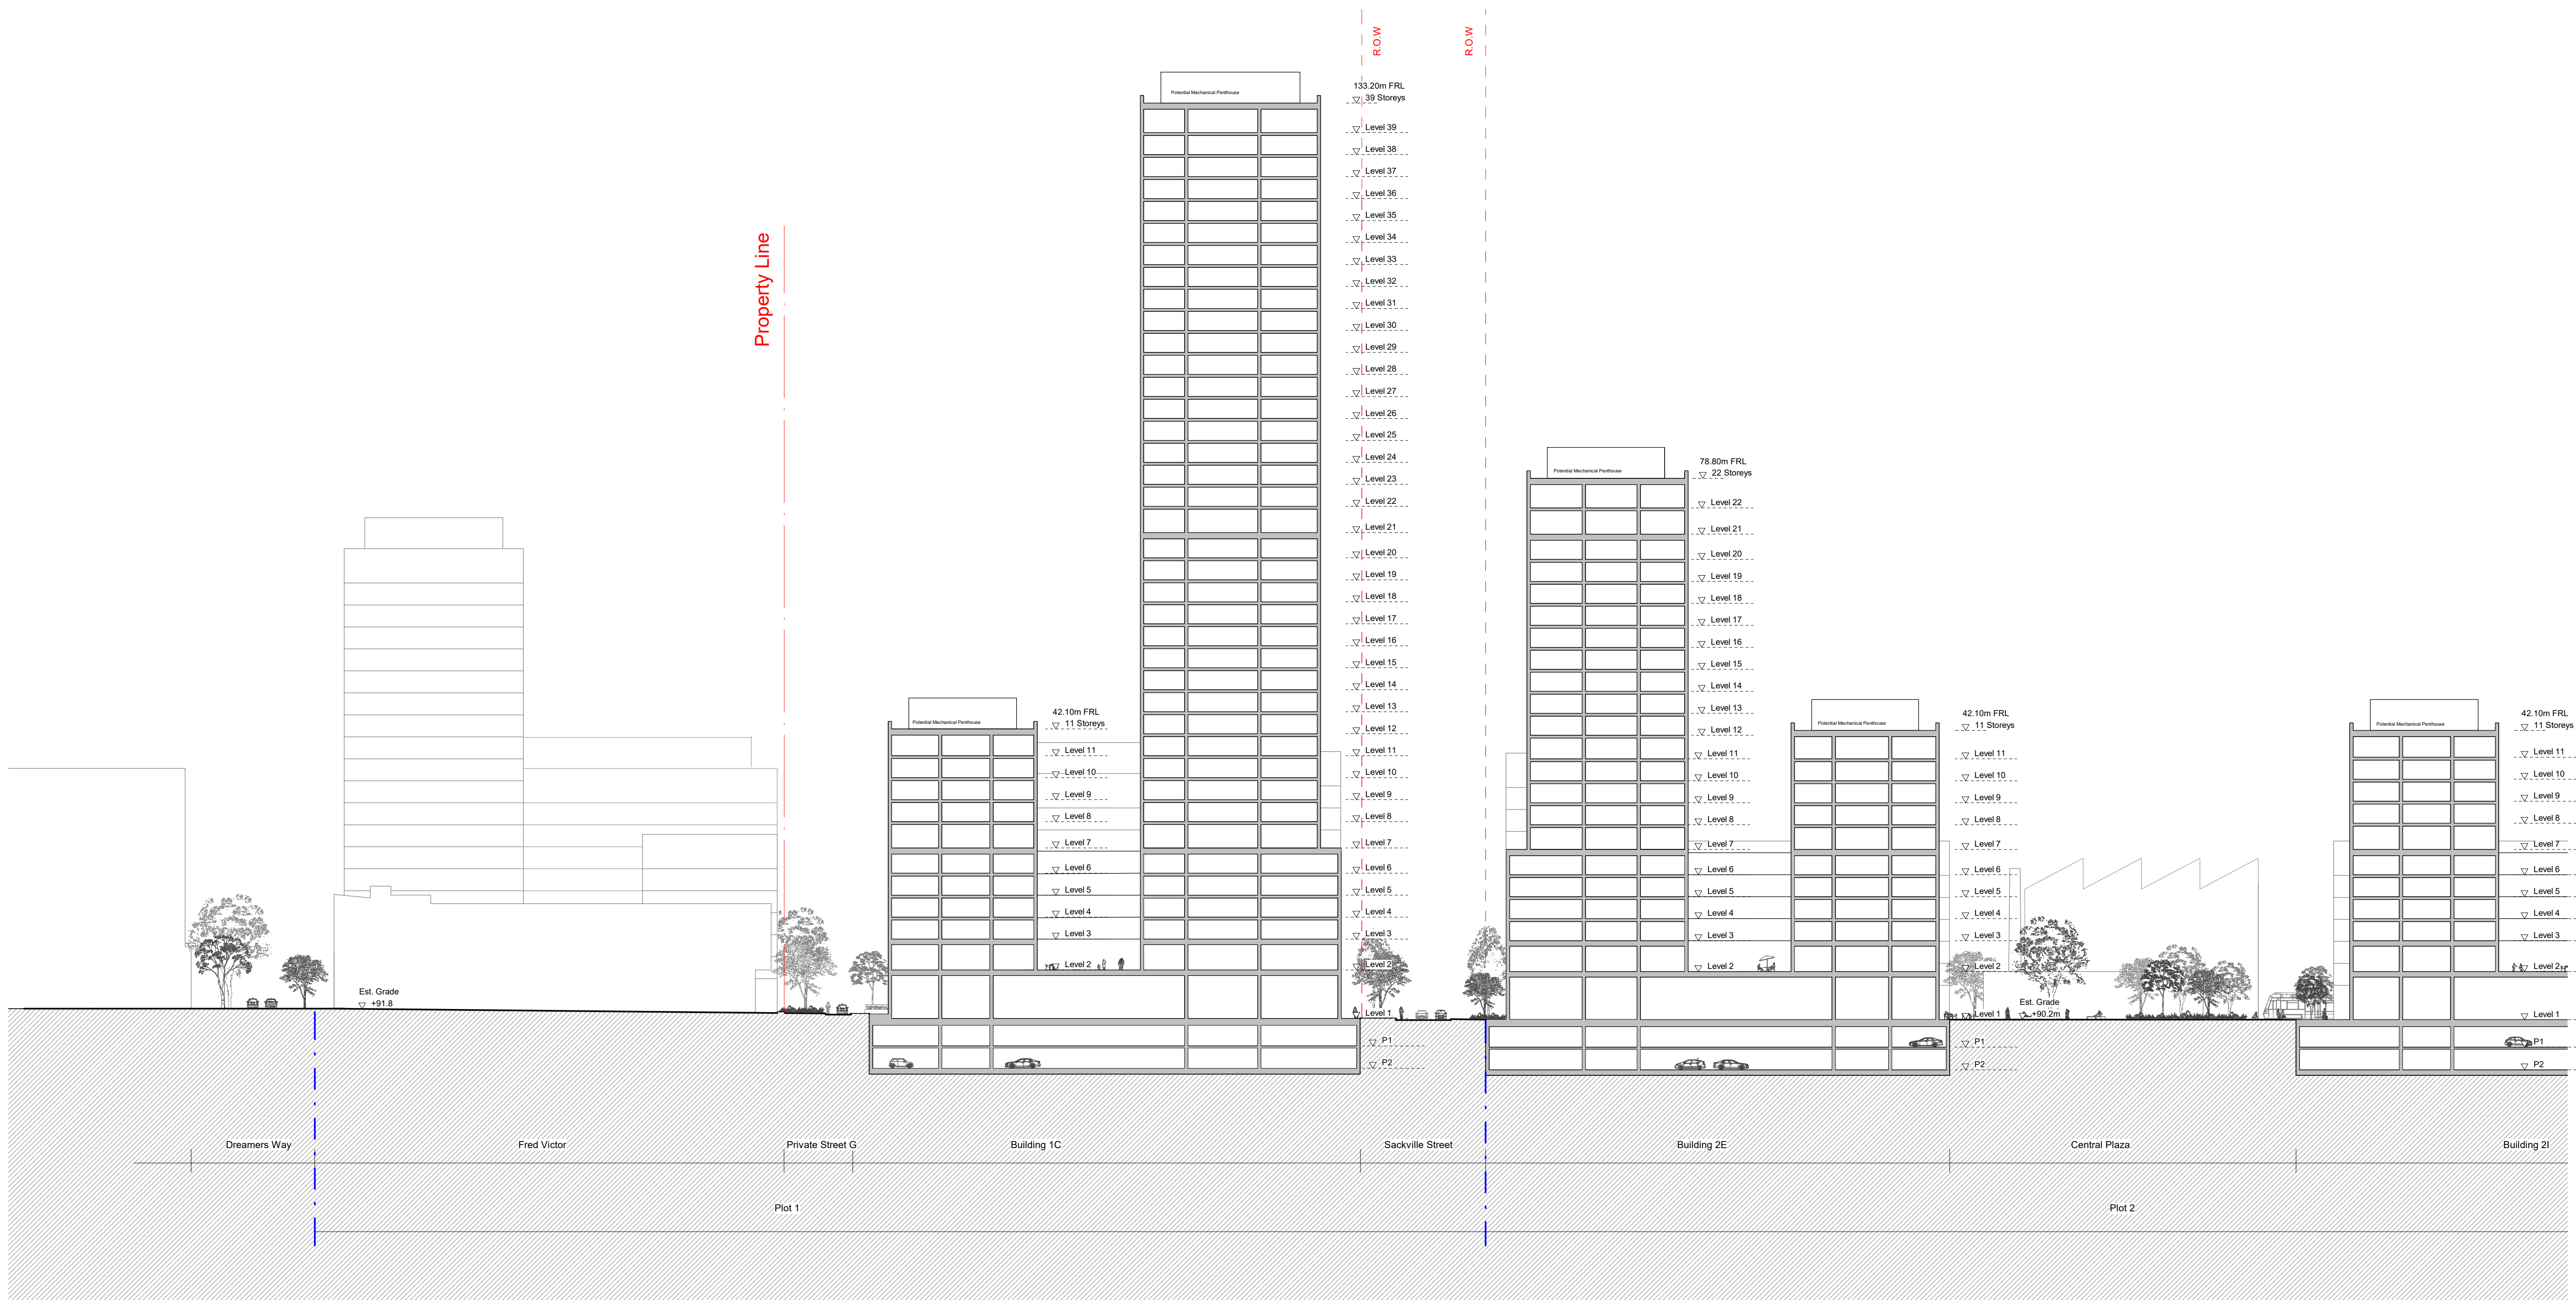 R.O.W
R.O.W
Property Line
Potential Mechanical Penthouse
133.20m FRL
39 Storeys
Level 39
Level 38
Level 37
Level 36
Level 35
Level 34
Level 33
Level 32
Level 31
Level 30
Level 29
Level 28
Level 27
Level 26
Level 25
Level 24
Level 23
Level 22
Level 21
Level 20
Level 19
Level 18
Level 17
Level 16
Level 15
Level 14
Level 13
Level 12
Level 11
Level 10
Level 9
Level 8
Level 7
Level 6
Level 5
Level 4
Level 3
Level 2
Level 1
P1
P2
Potential Mechanical Penthouse
42.10m FRL
11 Storeys
Level 11
Level 10
Level 9
Level 8
Level 7
Level 6
Level 5
Level 4
Level 3
Level 2
Potential Mechanical Penthouse
78.80m FRL
22 Storeys
Level 22
Level 21
Level 20
Level 19
Level 18
Level 17
Level 16
Level 15
Level 14
Level 13
Level 12
Level 11
Level 10
Level 9
Level 8
Level 7
Level 6
Level 5
Level 4
Level 3
Level 2
Potential Mechanical Penthouse
42.10m FRL
11 Storeys
Level 11
Level 10
Level 9
Level 8
Level 7
Level 6
Level 5
Level 4
Level 3
Level 2
Level 1
P1
P2
Potential Mechanical Penthouse
42.10m FRL
11 Storeys
Level 11
Level 10
Level 9
Level 8
Level 7
Level 6
Level 5
Level 4
Level 3
Level 2
Level 1
P1
P2
Est. Grade
+91.8
Est. Grade
+90.2m
Dreamers Way
Fred Victor
Private Street G
Building 1C
Sackville Street
Building 2E
Central Plaza
Building 2I
Plot 1
Plot 2